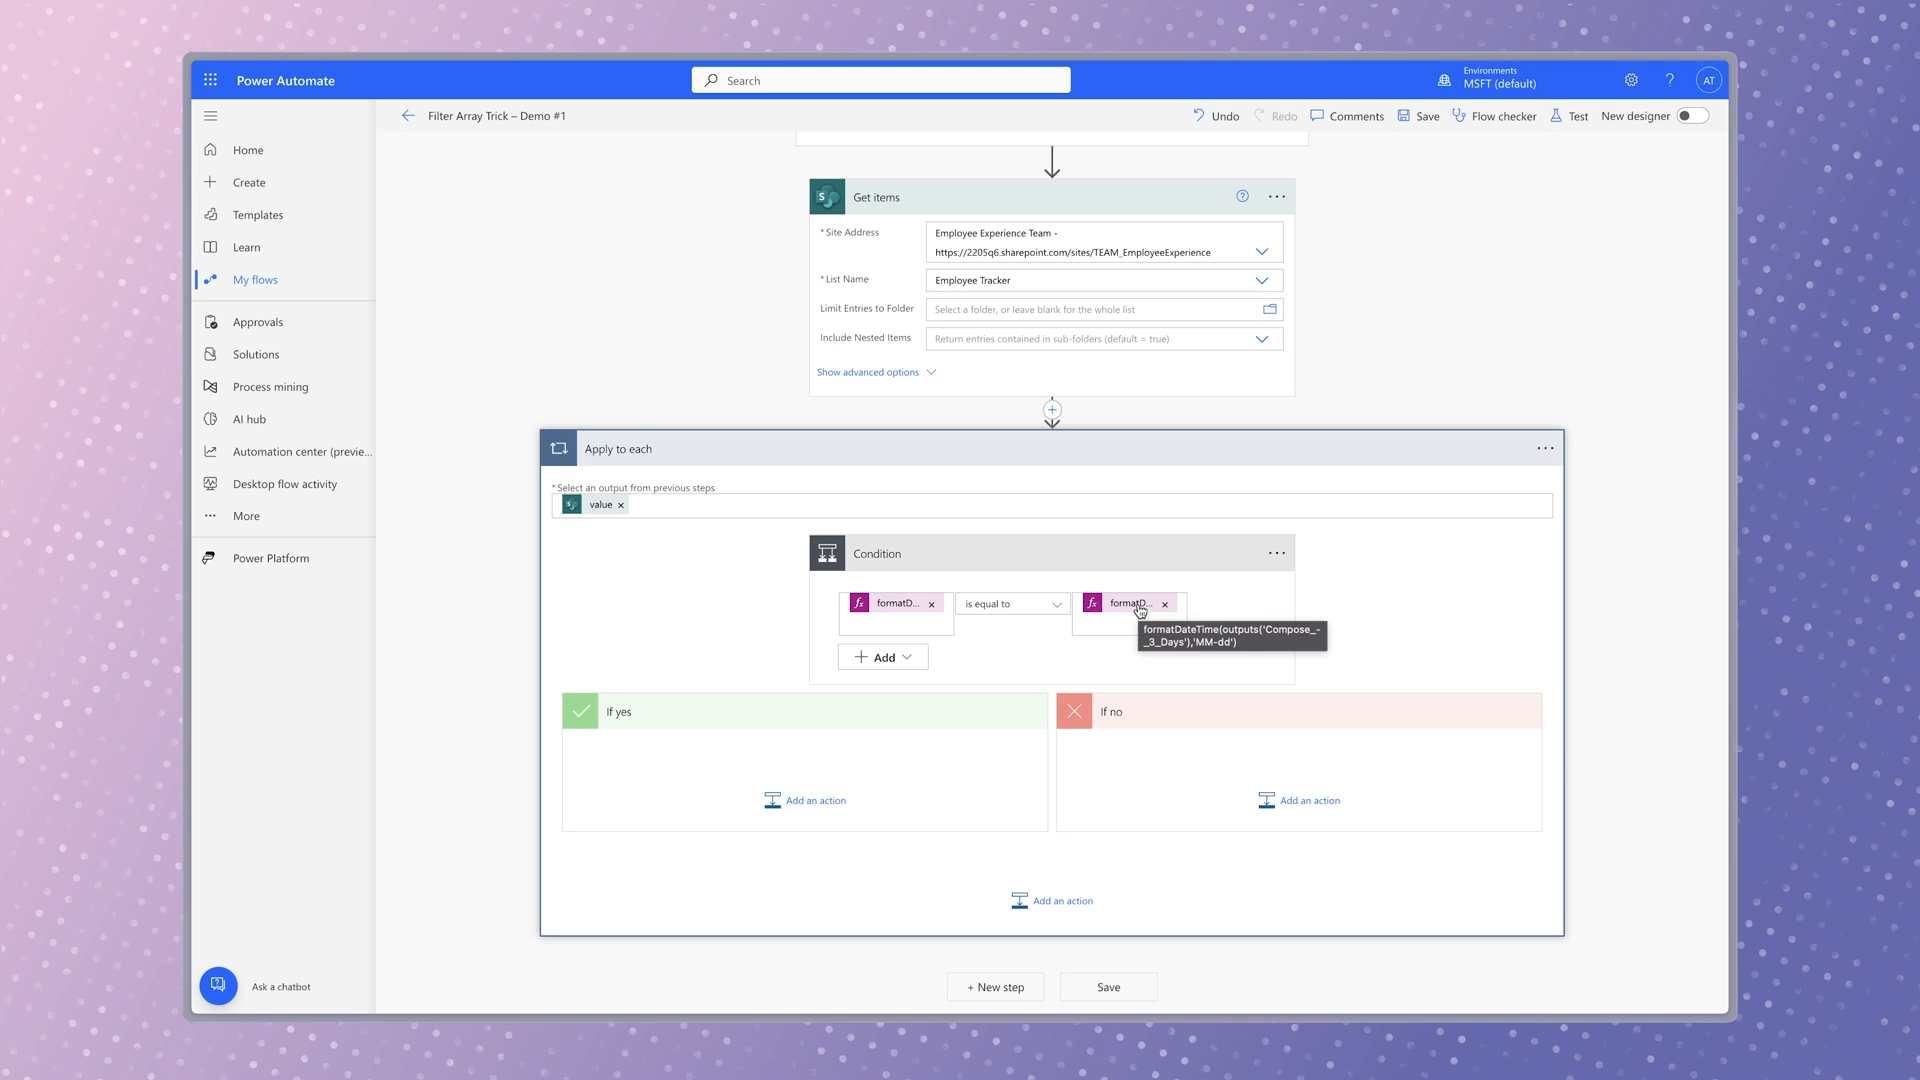 Power Automate
Search
Environments
MSFT (default)
AT
Filter Array Trick – Demo #1
Undo
Redo
Comments
Save
Flow checker
Test
New designer
Home
Create
Templates
Learn
My flows
Approvals
Solutions
Process mining
AI hub
Automation center (previe...
Desktop flow activity
More
Power Platform
Ask a chatbot
S
Get items
* Site Address
Employee Experience Team -
https://2205q6.sharepoint.com/sites/TEAM_EmployeeExperience
* List Name
Employee Tracker
Limit Entries to Folder
Select a folder, or leave blank for the whole list
Include Nested Items
Return entries contained in sub-folders (default = true)
Show advanced options
Apply to each
* Select an output from previous steps
value
Condition
fx formatD...
is equal to
fx formatD...
formatDateTime(outputs('Compose_-
_3_Days'),'MM-dd')
Add
If yes
If no
Add an action
Add an action
Add an action
+ New step
Save